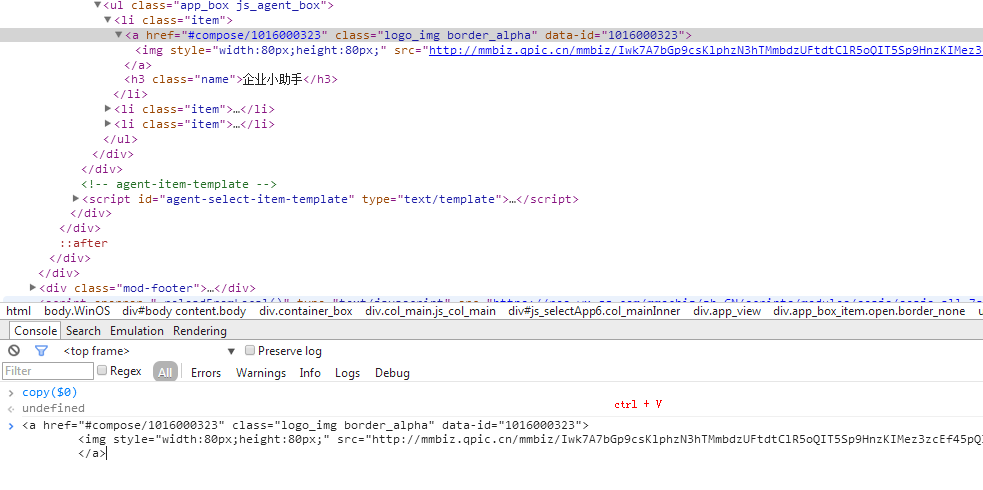 <ul class="app_box js_agent_box">
<li class="item">
<a href="#compose/1016000323" class="logo_img border_alpha" data-id="1016000323">
<img style="width:80px;height:80px;" src="http://mmbiz.qpic.cn/mmbiz/Iwk7A7bGp9csKlphzN3hTMmbdzUFtdtClR5oQIT5Sp9HnzKIMez3
</a>
<h3 class="name">企业小助手</h3>
</li>
<li class="item">…</li>
<li class="item">…</li>
</ul>
</div>
</div>
<!-- agent-item-template -->
<script id="agent-select-item-template" type="text/template">…</script>
</div>
</div>
::after
</div>
</div>
<div class="mod-footer">…</div>
html body.WinOS div#body content.body div.container_box div.col_main.js_col_main div#js_selectApp6.col_mainInner div.app_view div.app_box_item.open.border_none u
Console Search Emulation Rendering
<top frame> Preserve log
Filter Regex All Errors Warnings Info Logs Debug
copy($0)
undefined
ctrl + V
<a href="#compose/1016000323" class="logo_img border_alpha" data-id="1016000323">
<img style="width:80px;height:80px;" src="http://mmbiz.qpic.cn/mmbiz/Iwk7A7bGp9csKlphzN3hTMmbdzUFtdtClR5oQIT5Sp9HnzKIMez3zcEf45pQ
</a>